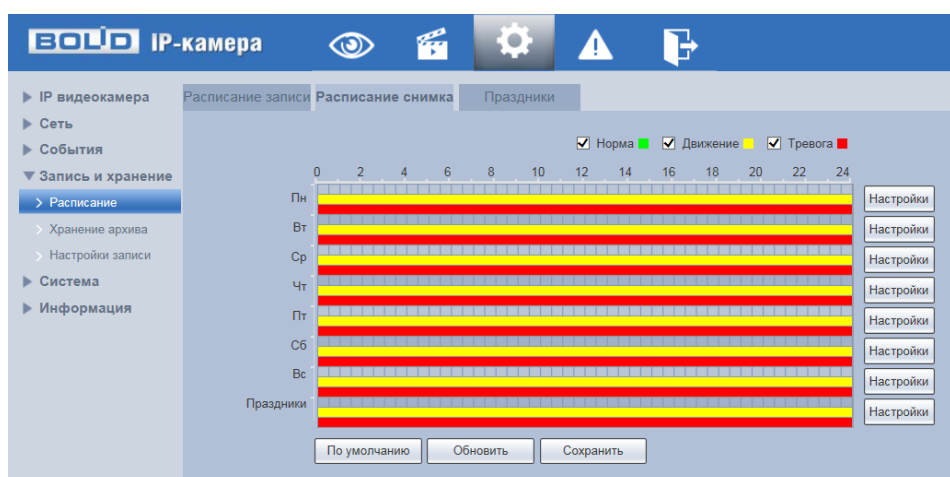 BOLID IP-камера
IP видеокамера
Сеть
События
Запись и хранение
Расписание
Хранение архива
Настройки записи
Система
Информация
Расписание записи Расписание снимка Праздники
Норма Движение Тревога
0 2 4 6 8 10 12 14 16 18 20 22 24
Пн Настройки
Вт Настройки
Ср Настройки
Чт Настройки
Пт Настройки
Сб Настройки
Вс Настройки
Праздники Настройки
По умолчанию Обновить Сохранить